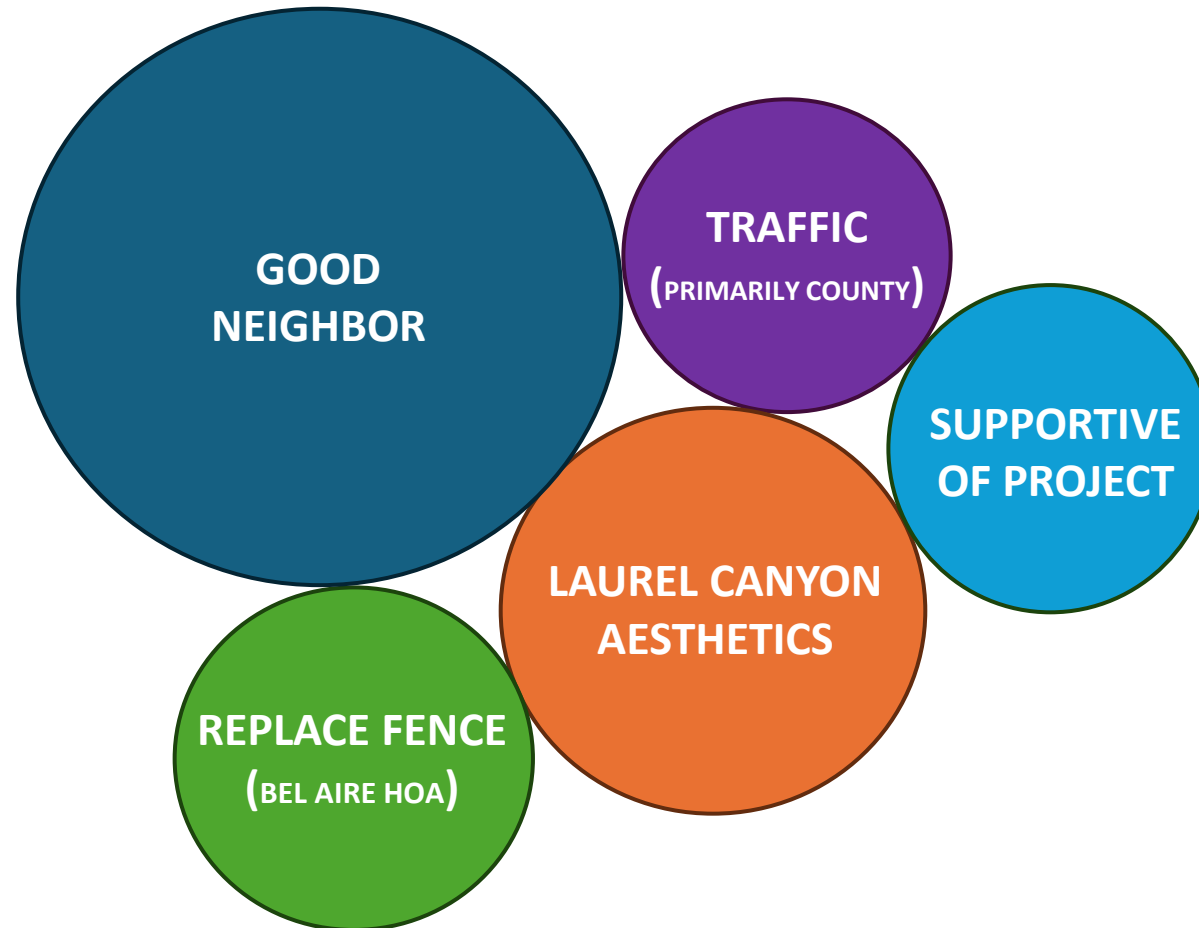 GOOD
NEIGHBOR
TRAFFIC
(PRIMARILY COUNTY)
SUPPORTIVE
OF PROJECT
LAUREL CANYON
AESTHETICS
REPLACE FENCE
(BEL AIRE HOA)